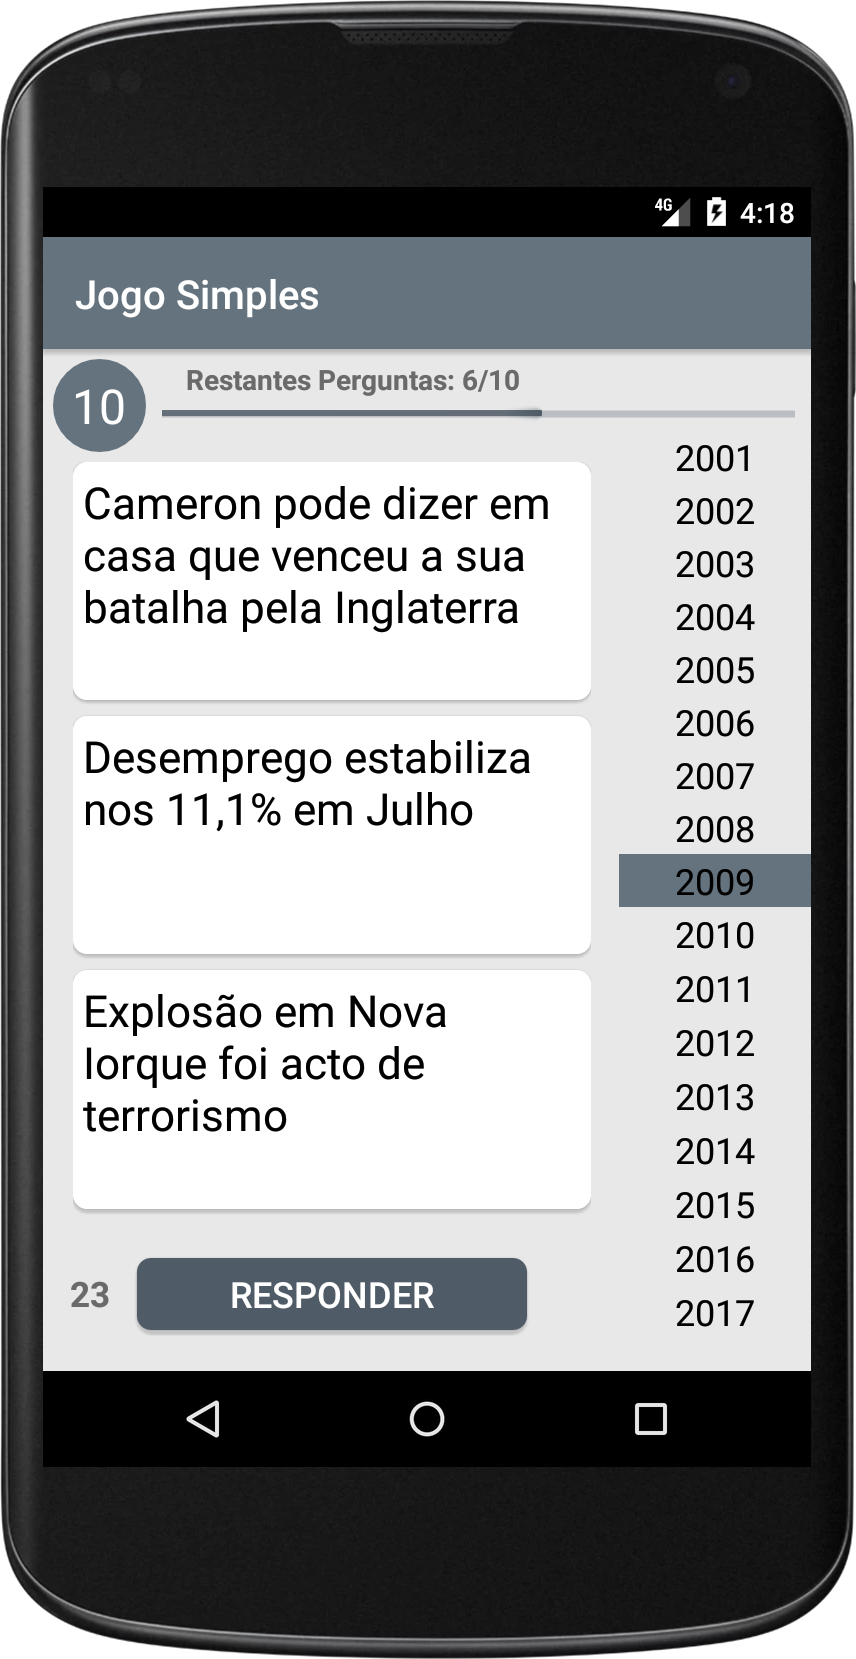 4G 4:18
Jogo Simples
10
Restantes Perguntas: 6/10
Cameron pode dizer em
casa que venceu a sua
batalha pela Inglaterra
Desemprego estabiliza
nos 11,1% em Julho
Explosão em Nova
Iorque foi acto de
terrorismo
2001
2002
2003
2004
2005
2006
2007
2008
2009
2010
2011
2012
2013
2014
2015
2016
2017
23
RESPONDER